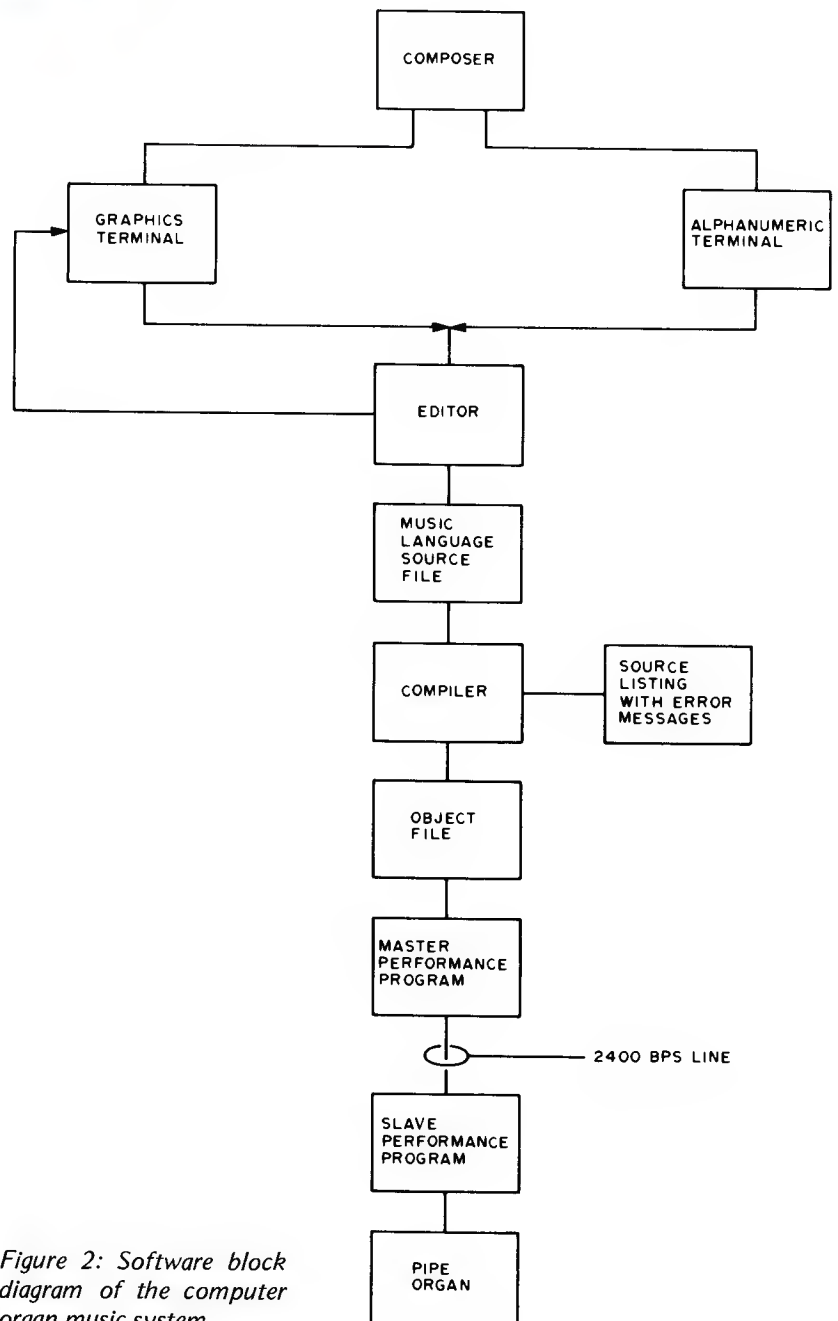 COMPOSER
GRAPHICS
TERMINAL
ALPHANUMERIC
TERMINAL
EDITOR
MUSIC
LANGUAGE
SOURCE
FILE
COMPILER
SOURCE
LISTING
WITH ERROR
MESSAGES
OBJECT
FILE
MASTER
PERFORMANCE
PROGRAM
2400 BPS LINE
SLAVE
PERFORMANCE
PROGRAM
PIPE
ORGAN
Figure 2: Software block
diagram of the computer
organ music system